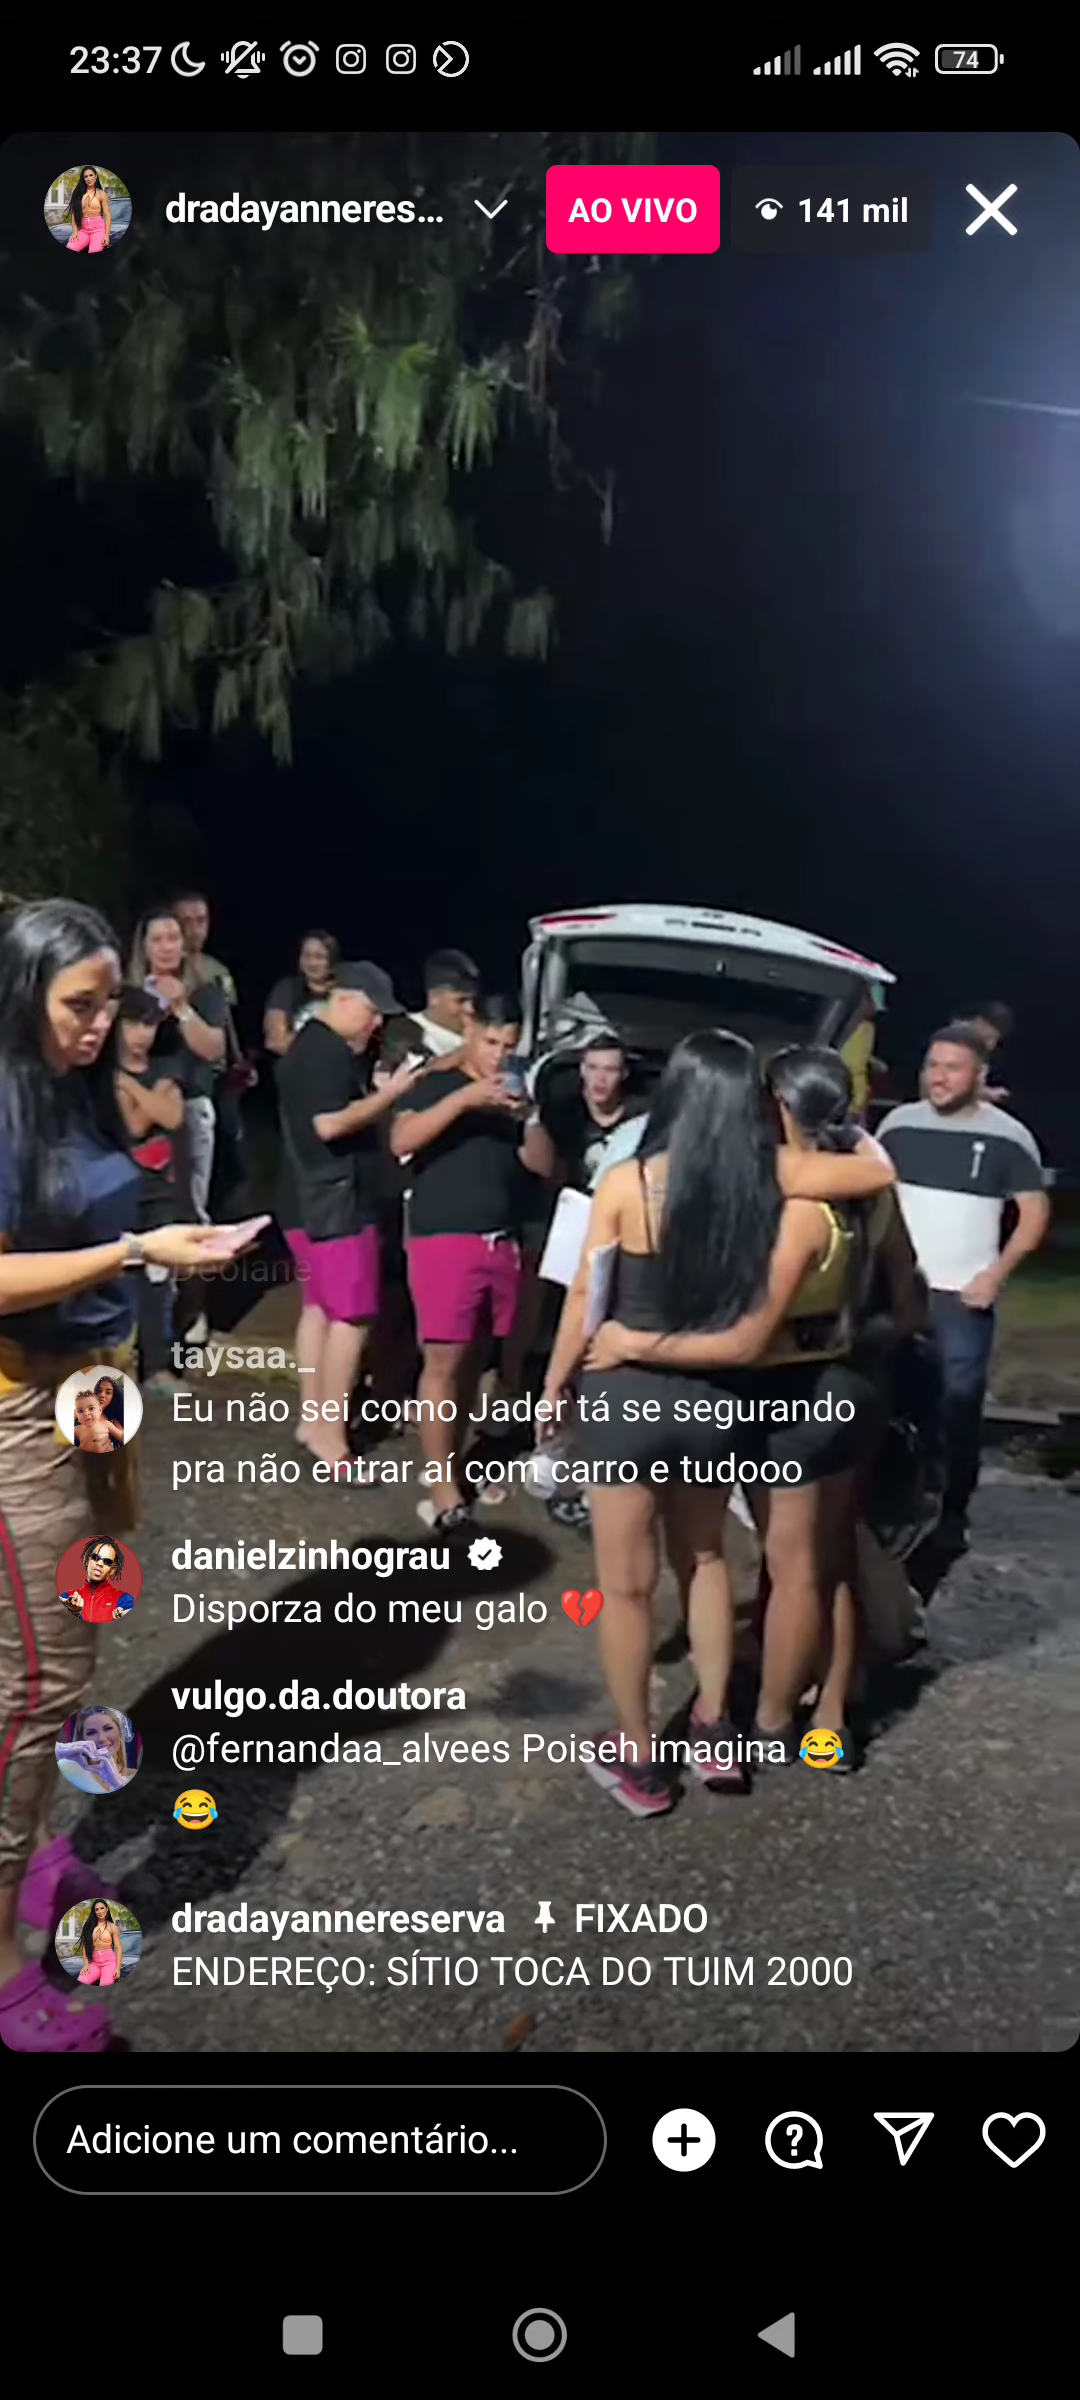 23:37
74
dradayanneres...
AO VIVO
141 mil
Deolane
taysaa._
Eu não sei como Jader tá se segurando
pra não entrar aí com carro e tudooo
danielzinhograu
Disporza do meu galo 💔
vulgo.da.doutora
@fernandaa_alvees Poiseh imagina 😂
😂
dradayannereserva FIXADO
ENDEREÇO: SÍTIO TOCA DO TUIM 2000
Adicione um comentário...